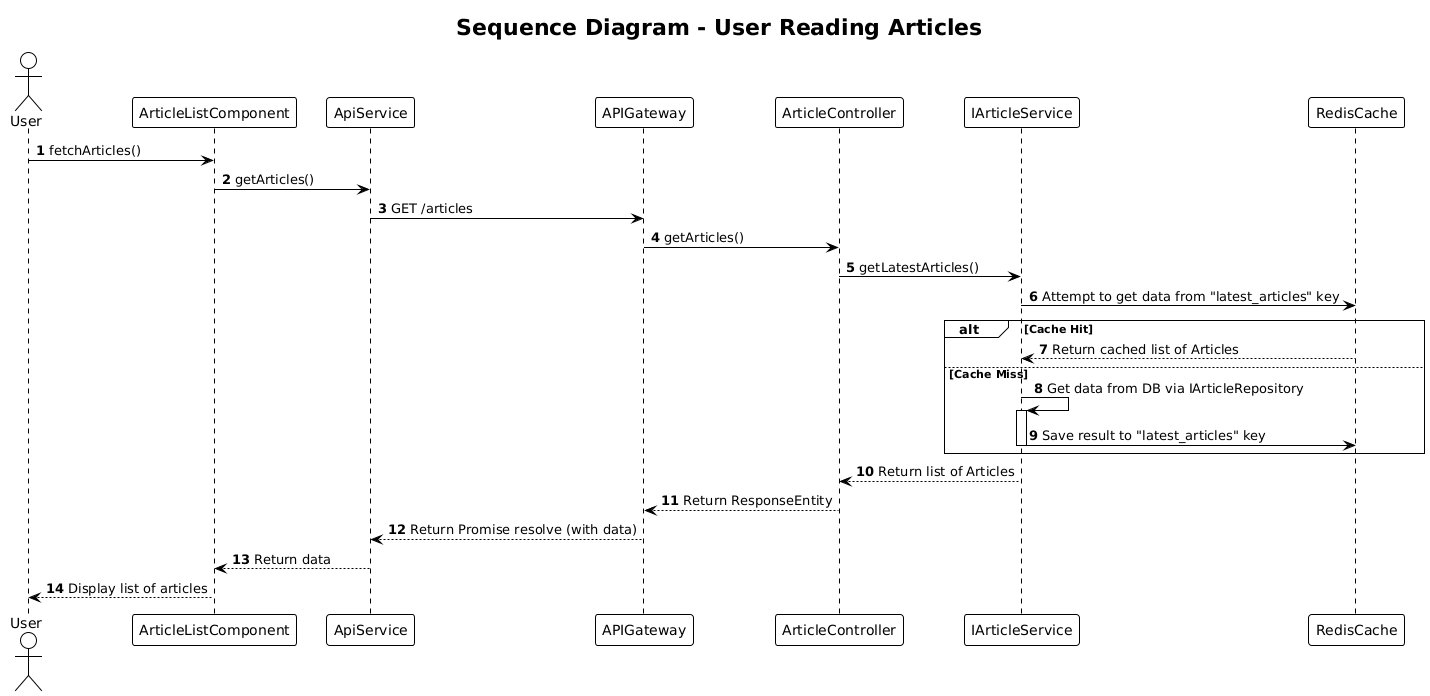 Sequence Diagram - User Reading Articles
User
ArticleListComponent
ApiService
APIGateway
ArticleController
IArticleService
RedisCache
1 fetchArticles()
2 getArticles()
3 GET /articles
4 getArticles()
5 getLatestArticles()
6 Attempt to get data from "latest_articles" key
alt [Cache Hit]
7 Return cached list of Articles
[Cache Miss]
8 Get data from DB via IArticleRepository
9 Save result to "latest_articles" key
10 Return list of Articles
11 Return ResponseEntity
12 Return Promise resolve (with data)
13 Return data
14 Display list of articles
User
ArticleListComponent
ApiService
APIGateway
ArticleController
IArticleService
RedisCache